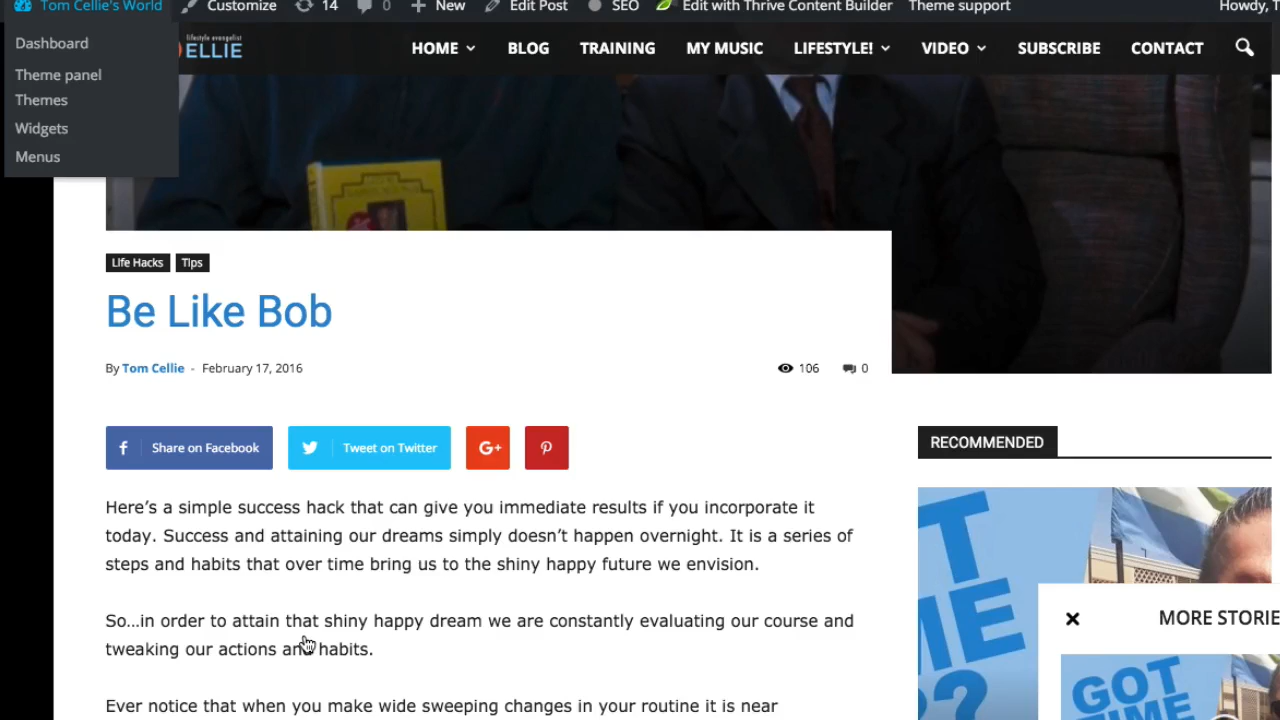 Tom Cellie's World Customize 14 0 New Edit Post SEO Edit with Thrive Content Builder Theme support Howdy, T
Dashboard
Theme panel
Themes
Widgets
Menus
lifestyle evangelist
ELLIE
HOME BLOG TRAINING MY MUSIC LIFESTYLE! VIDEO SUBSCRIBE CONTACT
Life Hacks Tips
Be Like Bob
By Tom Cellie - February 17, 2016 106 0
Share on Facebook Tweet on Twitter G+
RECOMMENDED
Here's a simple success hack that can give you immediate results if you incorporate it
today. Success and attaining our dreams simply doesn't happen overnight. It is a series of
steps and habits that over time bring us to the shiny happy future we envision.
So...in order to attain that shiny happy dream we are constantly evaluating our course and
tweaking our actions and habits.
Ever notice that when you make wide sweeping changes in your routine it is near
MORE STORIE
GOT